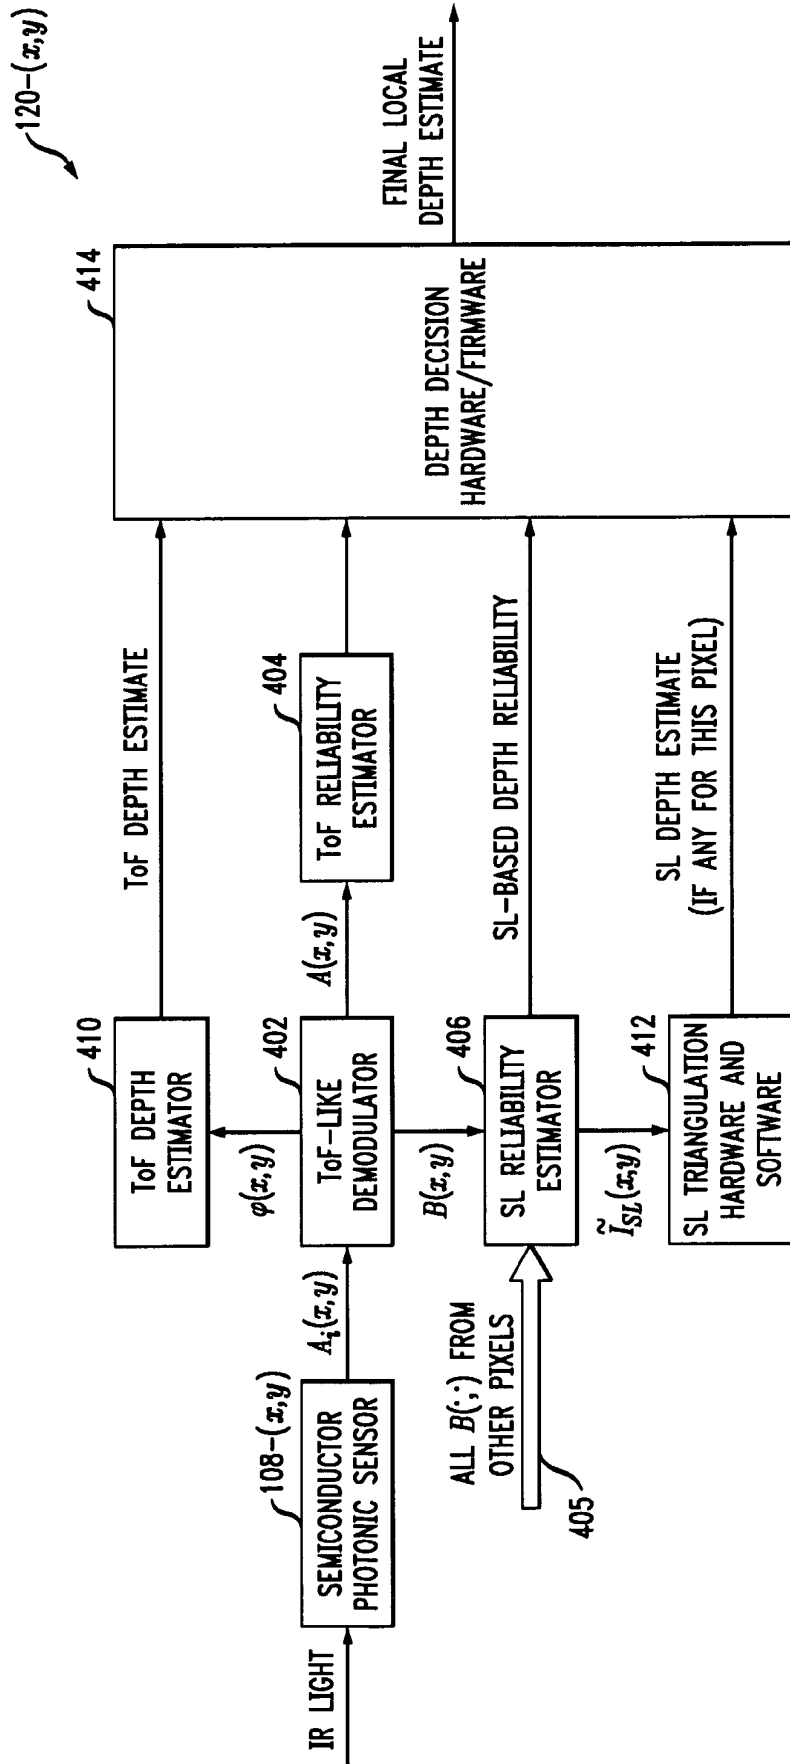 120-(x,y)
IR LIGHT
108-(x,y)
SEMICONDUCTOR
PHOTONIC SENSOR
A_i(x,y)
410
ToF DEPTH
ESTIMATOR
φ(x,y)
402
ToF-LIKE
DEMODULATOR
B(x,y)
ALL B(:,:) FROM
OTHER PIXELS
405
406
SL RELIABILITY
ESTIMATOR
Ĩ_SL(x,y)
412
SL TRIANGULATION
HARDWARE AND
SOFTWARE
ToF DEPTH ESTIMATE
A(x,y)
404
ToF RELIABILITY
ESTIMATOR
SL-BASED DEPTH RELIABILITY
SL DEPTH ESTIMATE
(IF ANY FOR THIS PIXEL)
414
DEPTH DECISION
HARDWARE/FIRMWARE
FINAL LOCAL
DEPTH ESTIMATE